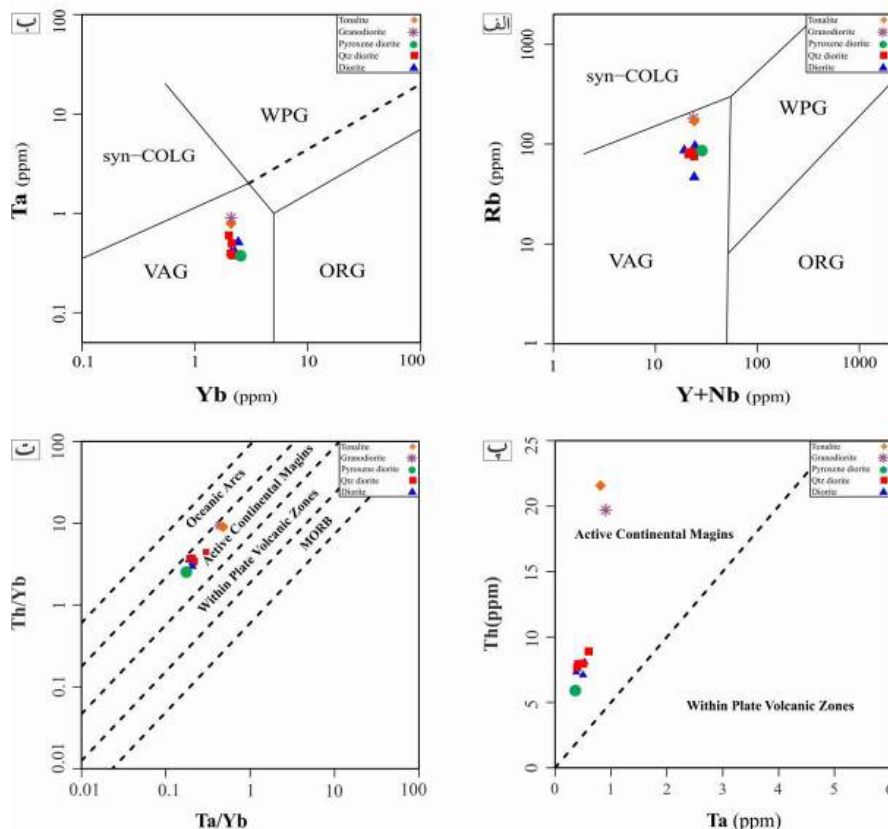 ب
Tonalite
Granodiorite
Pyroxene diorite
Qtz diorite
Diorite
100
10
1
0.1
Ta (ppm)
WPG
syn-COLG
VAG
ORG
0.1
1
10
100
Yb (ppm)
الف
Tonalite
Granodiorite
Pyroxene diorite
Qtz diorite
Diorite
1000
100
10
1
Rb (ppm)
syn-COLG
WPG
VAG
ORG
1
10
100
1000
Y+Nb (ppm)
ت
Tonalite
Granodiorite
Pyroxene diorite
Qtz diorite
Diorite
100
10
1
0.1
0.01
Th/Yb
Oceanic Arcs
Active Continental Magins
Within Plate Volcanic Zones
MORB
0.01
0.1
1
10
100
Ta/Yb
پ
Tonalite
Granodiorite
Pyroxene diorite
Qtz diorite
Diorite
25
20
15
10
5
0
Th(ppm)
Active Continental Magins
Within Plate Volcanic Zones
0
1
2
3
4
5
6
Ta (ppm)